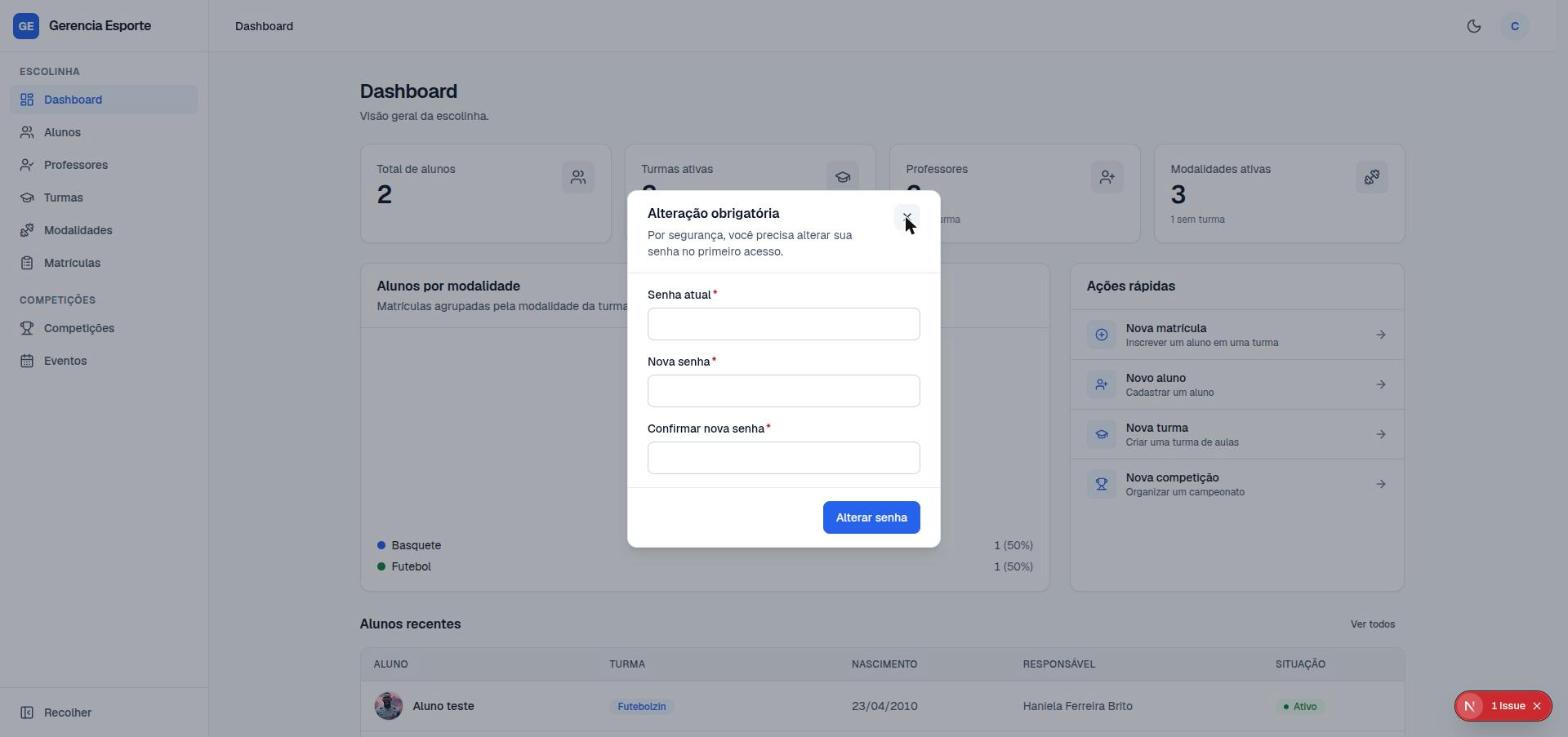 GE Gerencia Esporte
Dashboard
C
ESCOLINHA
Dashboard
Alunos
Professores
Turmas
Modalidades
Matrículas
COMPETIÇÕES
Competições
Eventos
Recolher
Dashboard
Visão geral da escolinha.
Total de alunos
2
Turmas ativas
Professores
Modalidades ativas
3
1 sem turma
Alunos por modalidade
Matrículas agrupadas pela modalidade da turma
Basquete 1 (50%)
Futebol 1 (50%)
Ações rápidas
Nova matrícula
Inscrever um aluno em uma turma
Novo aluno
Cadastrar um aluno
Nova turma
Criar uma turma de aulas
Nova competição
Organizar um campeonato
Alteração obrigatória
Por segurança, você precisa alterar sua
senha no primeiro acesso.
Senha atual*
Nova senha*
Confirmar nova senha*
Alterar senha
Alunos recentes
Ver todos
ALUNO TURMA NASCIMENTO RESPONSÁVEL SITUAÇÃO
Aluno teste Futebolzin 23/04/2010 Haniela Ferreira Brito Ativo
N 1 Issue